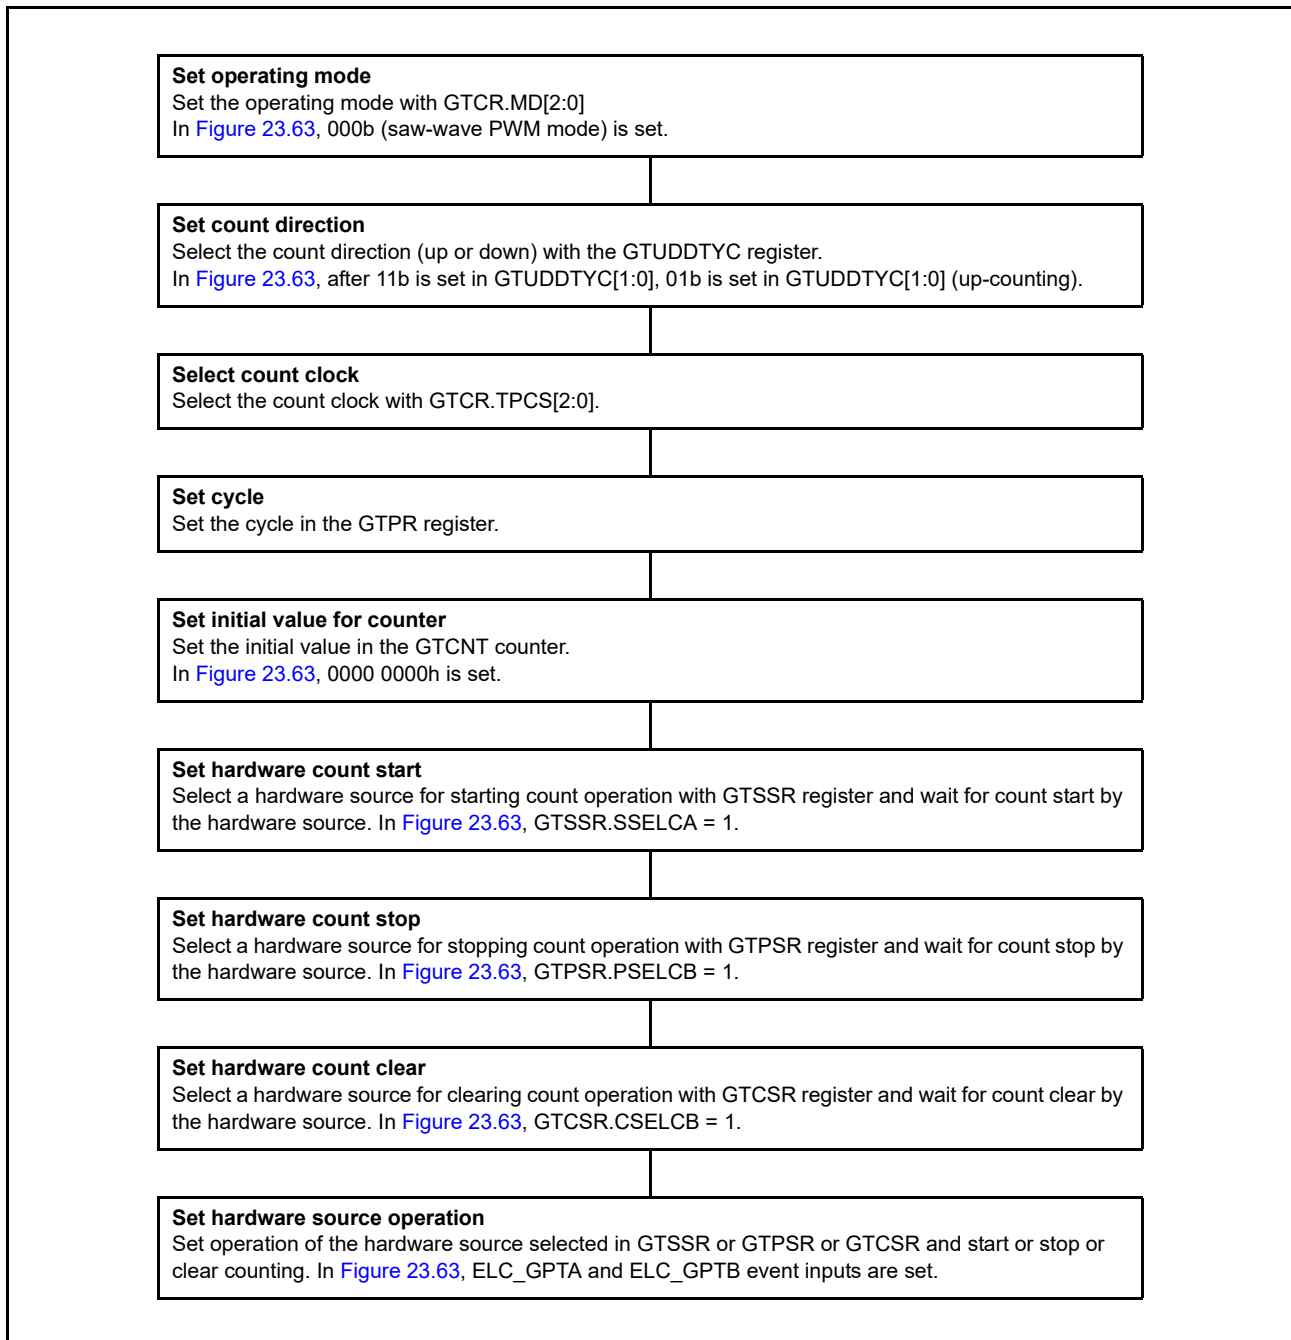 Set operating mode
Set the operating mode with GTCR.MD[2:0]
In Figure 23.63, 000b (saw-wave PWM mode) is set.
Set count direction
Select the count direction (up or down) with the GTUDDTYC register.
In Figure 23.63, after 11b is set in GTUDDTYC[1:0], 01b is set in GTUDDTYC[1:0] (up-counting).
Select count clock
Select the count clock with GTCR.TPCS[2:0].
Set cycle
Set the cycle in the GTPR register.
Set initial value for counter
Set the initial value in the GTCNT counter.
In Figure 23.63, 0000 0000h is set.
Set hardware count start
Select a hardware source for starting count operation with GTSSR register and wait for count start by
the hardware source. In Figure 23.63, GTSSR.SSELCA = 1.
Set hardware count stop
Select a hardware source for stopping count operation with GTPSR register and wait for count stop by
the hardware source. In Figure 23.63, GTPSR.PSELCB = 1.
Set hardware count clear
Select a hardware source for clearing count operation with GTCSR register and wait for count clear by
the hardware source. In Figure 23.63, GTCSR.CSELCB = 1.
Set hardware source operation
Set operation of the hardware source selected in GTSSR or GTPSR or GTCSR and start or stop or
clear counting. In Figure 23.63, ELC_GPTA and ELC_GPTB event inputs are set.